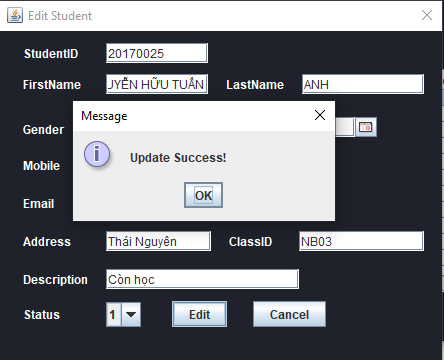 Edit Student
StudentID 20170025
FirstName UYỄN HỮU TUẤN LastName ANH
Message
Gender
Update Success!
Mobile
OK
Email
Address Thái Nguyên ClassID NB03
Description Còn học
Status 1 Edit Cancel